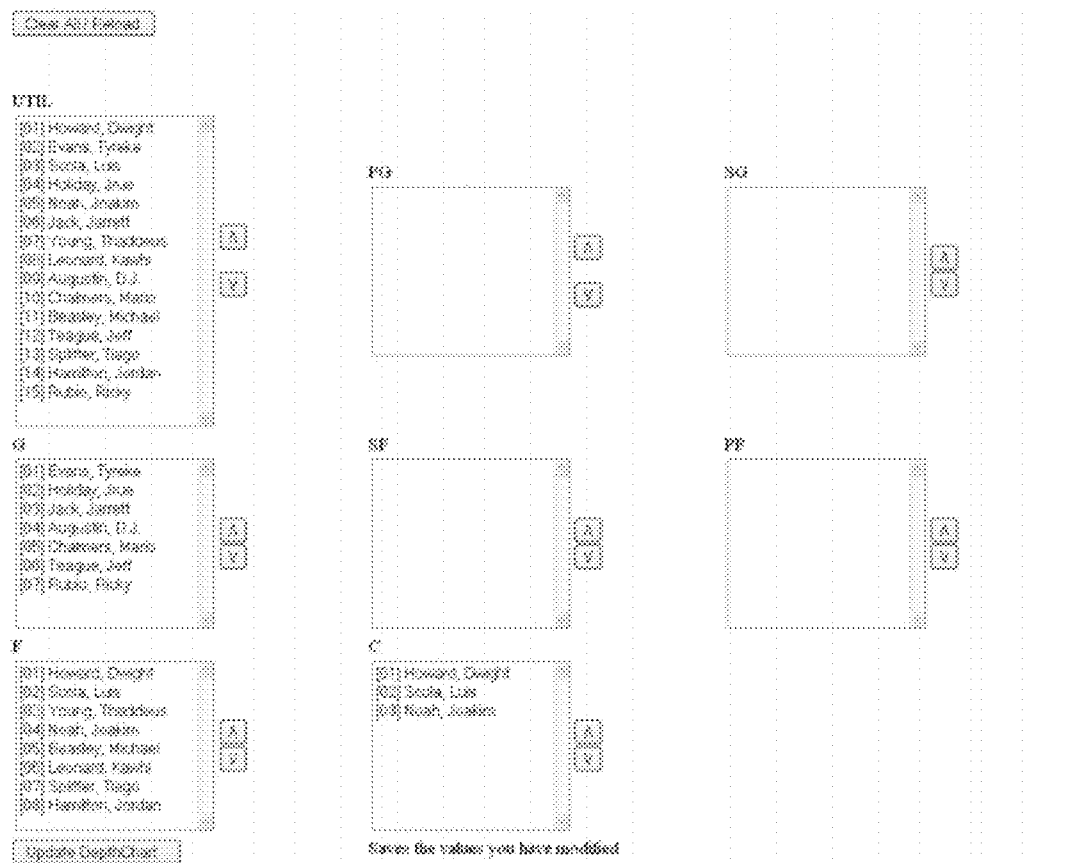 Clear All / Reload
UTIL
[01] Howard, Dwight
[02] Evans, Tyreke
[03] Scola, Luis
[04] Holiday, Jrue
[05] Noah, Joakim
[06] Jack, Jarrett
[07] Young, Thaddeus
[08] Leonard, Kawhi
[09] Augustin, D.J.
[10] Chalmers, Mario
[11] Beasley, Michael
[12] Teague, Jeff
[13] Splitter, Tiago
[14] Hamilton, Jordan
[15] Rubio, Ricky
Λ
V
PG
Λ
V
SG
Λ
V
G
[01] Evans, Tyreke
[02] Holiday, Jrue
[03] Jack, Jarrett
[04] Augustin, D.J.
[05] Chalmers, Mario
[06] Teague, Jeff
[07] Rubio, Ricky
Λ
V
SF
Λ
V
PF
Λ
V
F
[01] Howard, Dwight
[02] Scola, Luis
[03] Young, Thaddeus
[04] Noah, Joakim
[05] Beasley, Michael
[06] Leonard, Kawhi
[07] Splitter, Tiago
[08] Hamilton, Jordan
Λ
V
C
[01] Howard, Dwight
[02] Scola, Luis
[03] Noah, Joakim
Λ
V
Update DepthChart
Saves the values you have modified